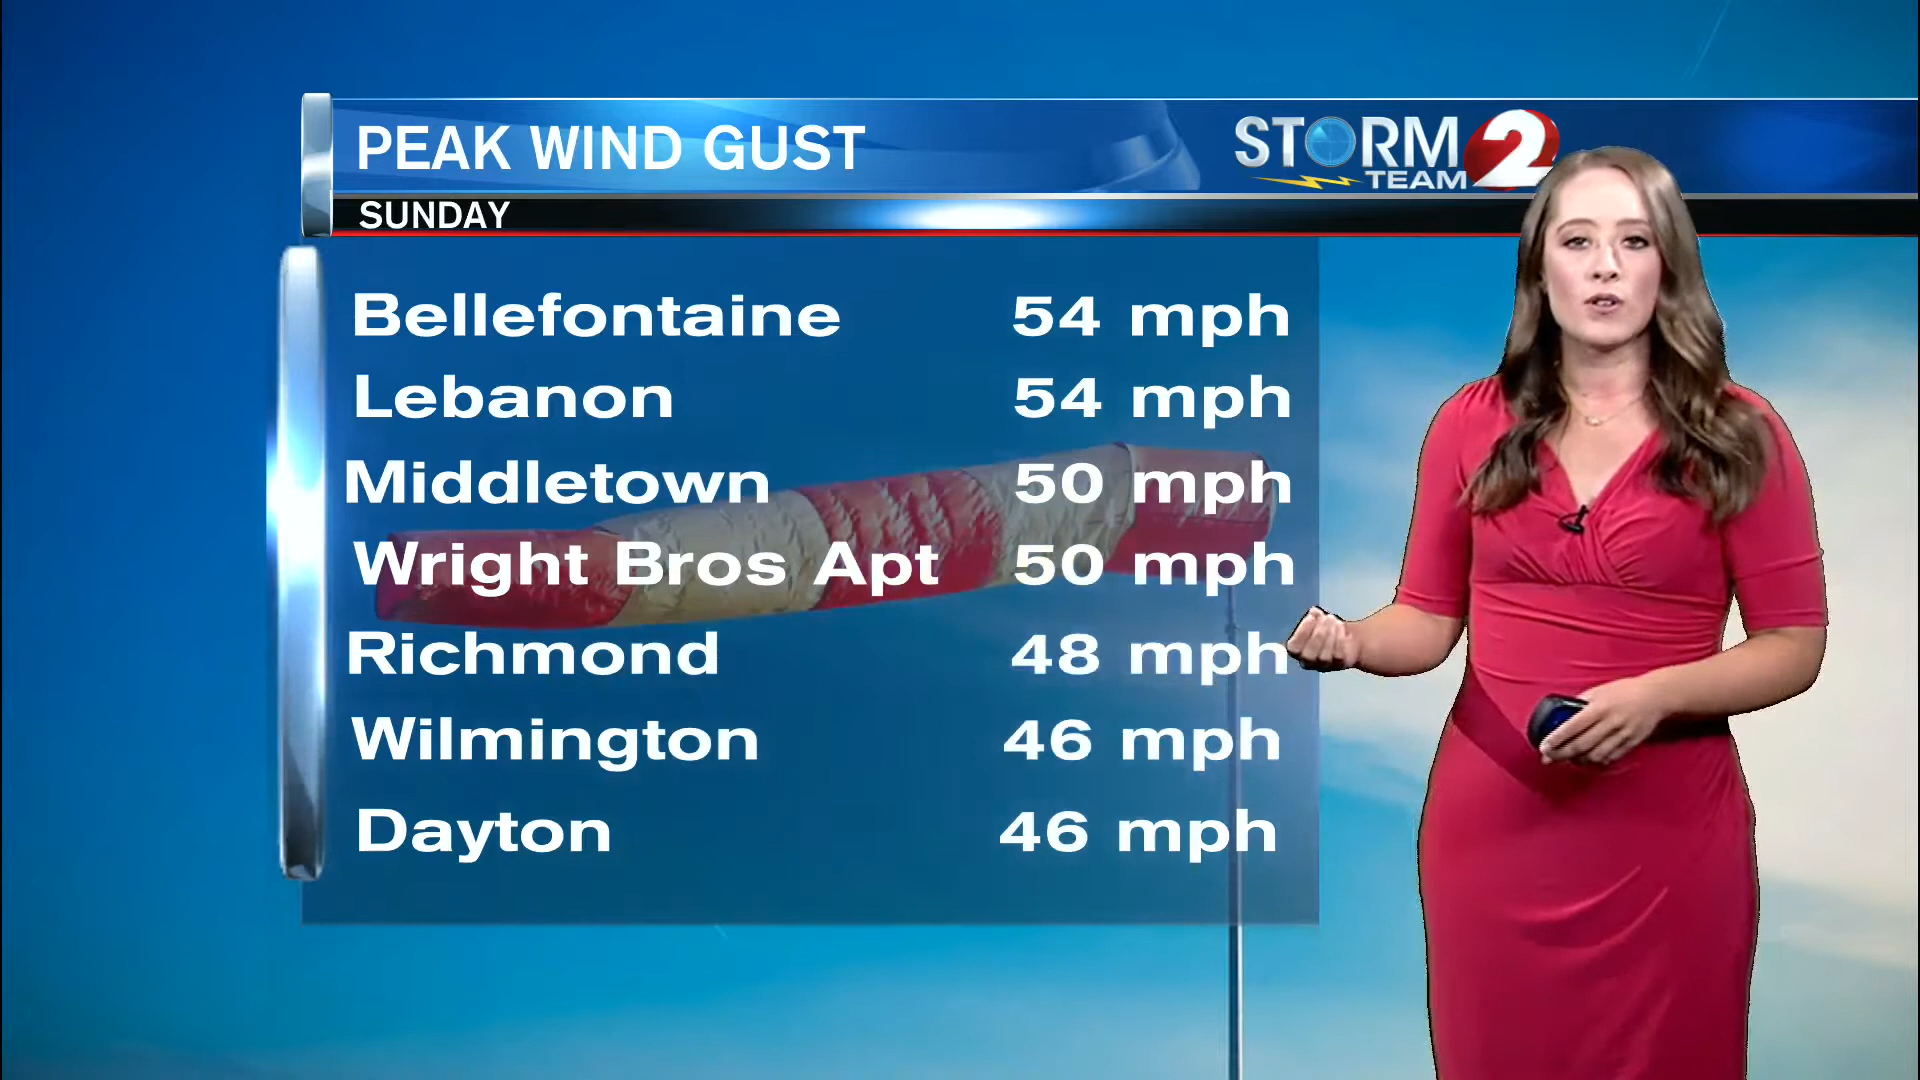 PEAK WIND GUST
STORM TEAM 2
SUNDAY
Bellefontaine 54 mph
Lebanon 54 mph
Middletown 50 mph
Wright Bros Apt 50 mph
Richmond 48 mph
Wilmington 46 mph
Dayton 46 mph